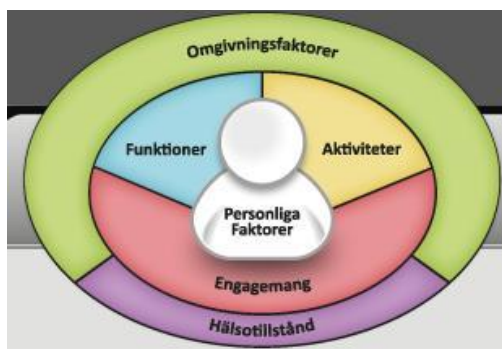 Omgivningsfaktorer
Funktioner
Aktiviteter
Personliga
Faktorer
Engagemang
Hälsotillstånd